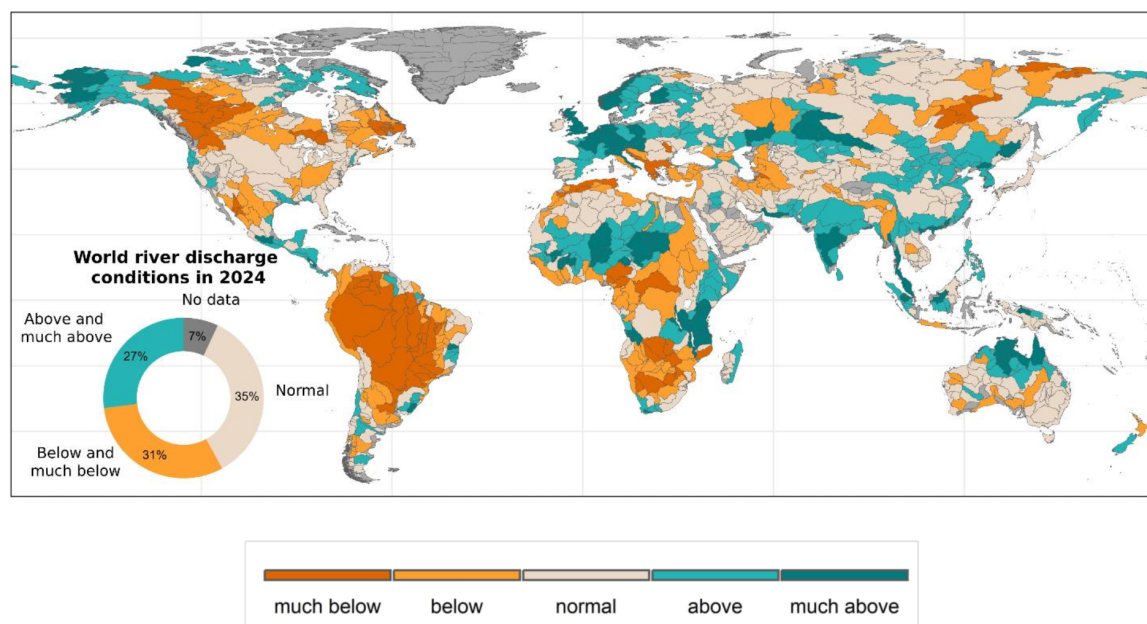 World river discharge
conditions in 2024
No data
Above and
much above
7%
27%
Normal
35%
Below and
much below
31%
much below
below
normal
above
much above